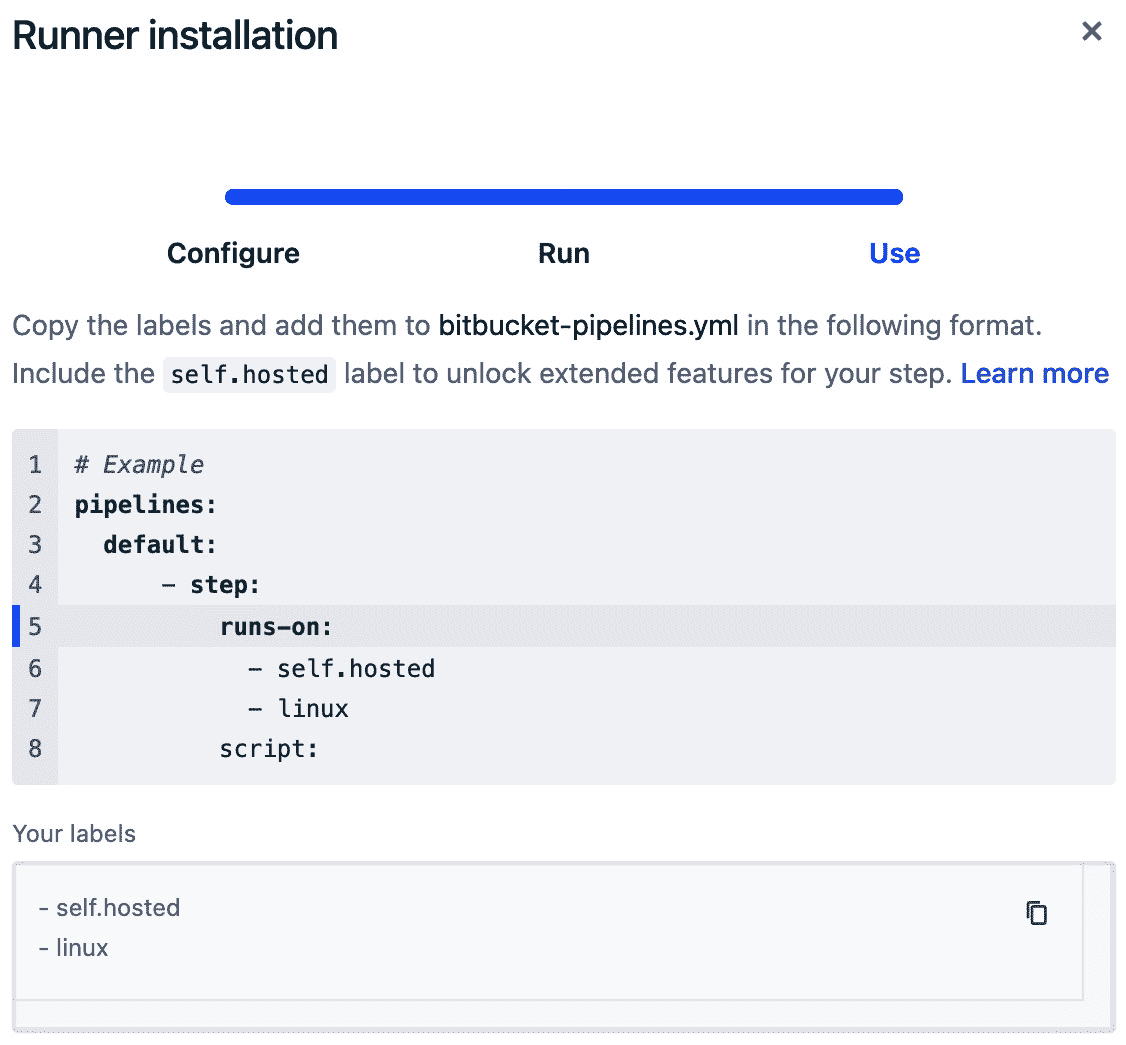 Runner installation
Configure
Run
Use
Copy the labels and add them to bitbucket-pipelines.yml in the following format.
Include the self.hosted label to unlock extended features for your step. Learn more
1 # Example
2 pipelines:
3   default:
4       - step:
5           runs-on:
6             - self.hosted
7             - linux
8           script:
Your labels
- self.hosted
- linux